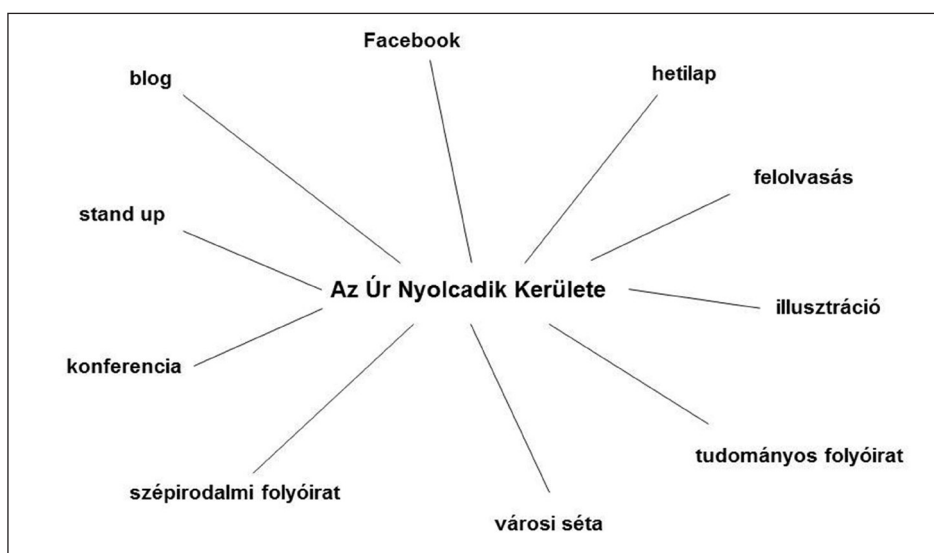 Facebook
blog
hetilap
felolvasás
stand up
Az Úr Nyolcadik Kerülete
illusztráció
konferencia
tudományos folyóirat
szépirodalmi folyóirat
városi séta